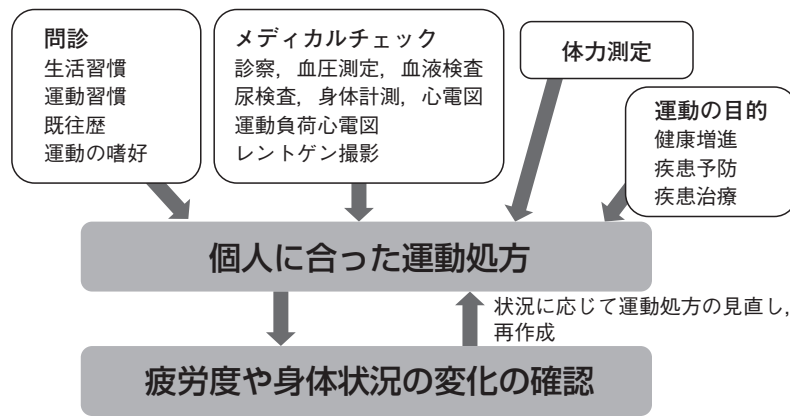 問診
生活習慣
運動習慣
既往歴
運動の嗜好
メディカルチェック
診察，血圧測定，血液検査
尿検査，身体計測，心電図
運動負荷心電図
レントゲン撮影
体力測定
運動の目的
健康増進
疾患予防
疾患治療
個人に合った運動処方
状況に応じて運動処方の見直し，
再作成
疲労度や身体状況の変化の確認